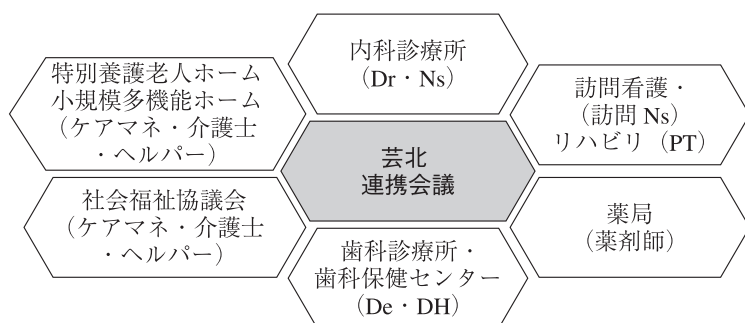 内科診療所
（Dr・Ns）
特別養護老人ホーム
小規模多機能ホーム
（ケアマネ・介護士
・ヘルパー）
訪問看護・
（訪問 Ns）
リハビリ（PT）
芸北
連携会議
社会福祉協議会
（ケアマネ・介護士
・ヘルパー）
薬局
（薬剤師）
歯科診療所・
歯科保健センター
（De・DH）